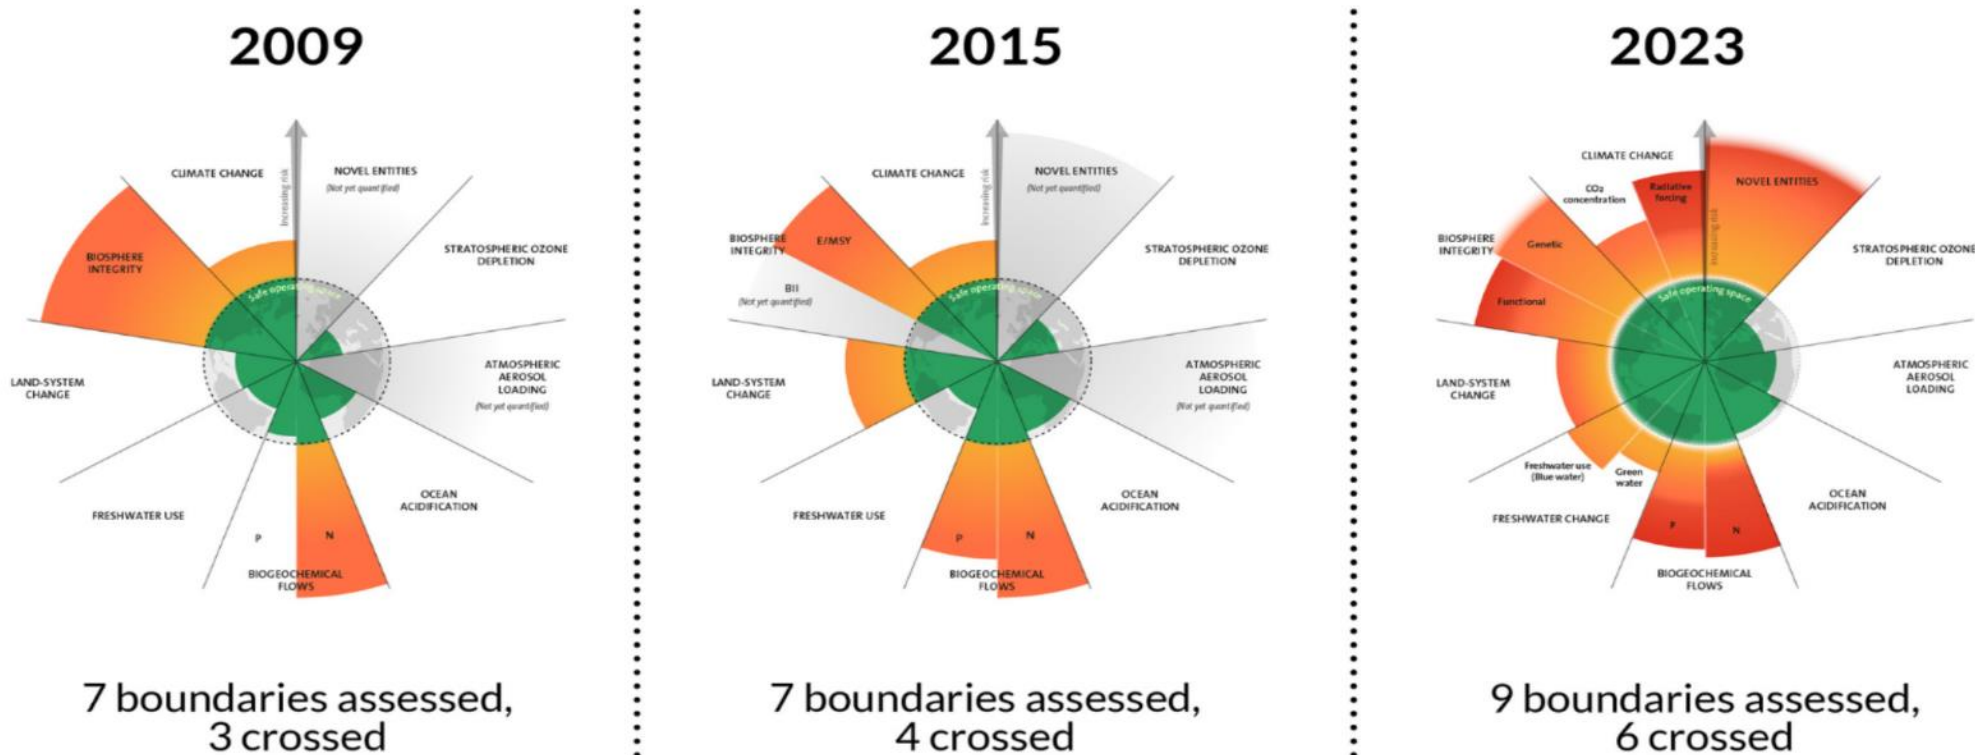 2009
CLIMATE CHANGE
Increasing risk
NOVEL ENTITIES
(Not yet quantified)
BIOSPHERE
INTEGRITY
STRATOSPHERIC OZONE
DEPLETION
Safe operating space
LAND-SYSTEM
CHANGE
ATMOSPHERIC
AEROSOL
LOADING
(Not yet quantified)
FRESHWATER USE
P
N
OCEAN
ACIDIFICATION
BIOGEOCHEMICAL
FLOWS
7 boundaries assessed,
3 crossed
2015
CLIMATE CHANGE
Increasing risk
NOVEL ENTITIES
(Not yet quantified)
BIOSPHERE
INTEGRITY
E/MSY
BII
(Not yet quantified)
STRATOSPHERIC OZONE
DEPLETION
Safe operating space
LAND-SYSTEM
CHANGE
ATMOSPHERIC
AEROSOL
LOADING
(Not yet quantified)
FRESHWATER USE
P
N
OCEAN
ACIDIFICATION
BIOGEOCHEMICAL
FLOWS
7 boundaries assessed,
4 crossed
2023
CLIMATE CHANGE
CO₂
concentration
Radiative
forcing
Increasing risk
NOVEL ENTITIES
BIOSPHERE
INTEGRITY
Genetic
Functional
STRATOSPHERIC OZONE
DEPLETION
Safe operating space
LAND-SYSTEM
CHANGE
ATMOSPHERIC
AEROSOL
LOADING
Freshwater use
(Blue water)
Green
water
FRESHWATER CHANGE
P
N
OCEAN
ACIDIFICATION
BIOGEOCHEMICAL
FLOWS
9 boundaries assessed,
6 crossed